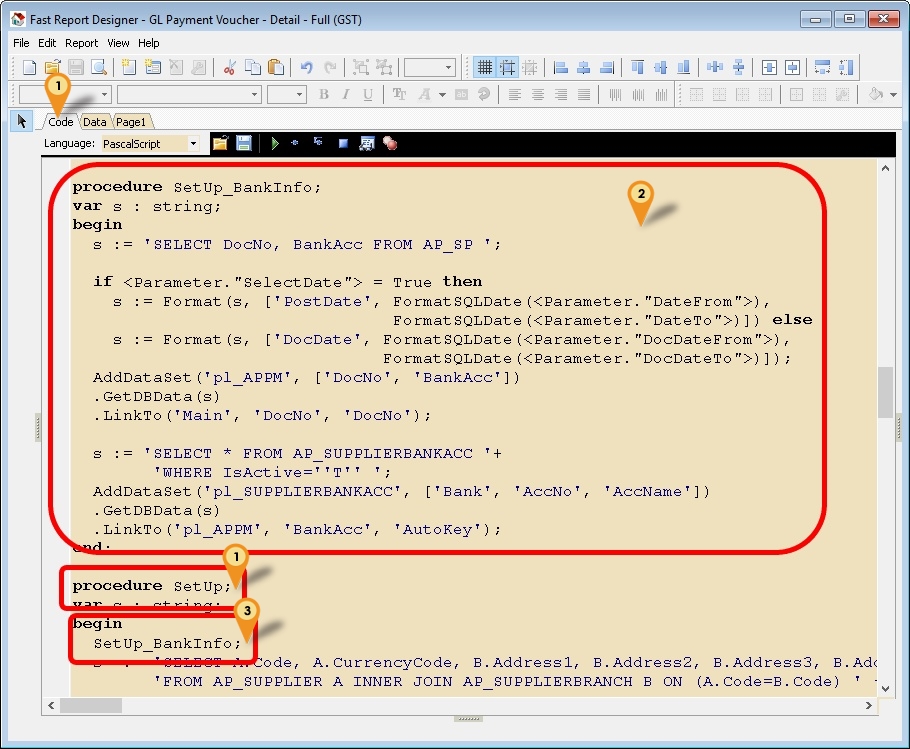 Fast Report Designer - GL Payment Voucher - Detail - Full (GST)
File Edit Report View Help
B I U
1
Code Data Page1
Language: PascalScript
procedure SetUp_BankInfo;
2
var s : string;
begin
s := 'SELECT DocNo, BankAcc FROM AP_SP ';
if <Parameter."SelectDate"> = True then
s := Format(s, ['PostDate', FormatSQLDate(<Parameter."DateFrom">),
FormatSQLDate(<Parameter."DateTo">)]) else
s := Format(s, ['DocDate', FormatSQLDate(<Parameter."DocDateFrom">),
FormatSQLDate(<Parameter."DocDateTo">)]);
AddDataSet('pl_APPM', ['DocNo', 'BankAcc'])
.GetDBData(s)
.LinkTo('Main', 'DocNo', 'DocNo');
s := 'SELECT * FROM AP_SUPPLIERBANKACC '+
'WHERE IsActive=''T'' ';
AddDataSet('pl_SUPPLIERBANKACC', ['Bank', 'AccNo', 'AccName'])
.GetDBData(s)
.LinkTo('pl_APPM', 'BankAcc', 'AutoKey');
end;
1
procedure SetUp;
var s : string;
3
begin
SetUp_BankInfo;
s := 'SELECT A.Code, A.CurrencyCode, B.Address1, B.Address2, B.Address3, B.Add
'FROM AP_SUPPLIER A INNER JOIN AP_SUPPLIERBRANCH B ON (A.Code=B.Code) ' +